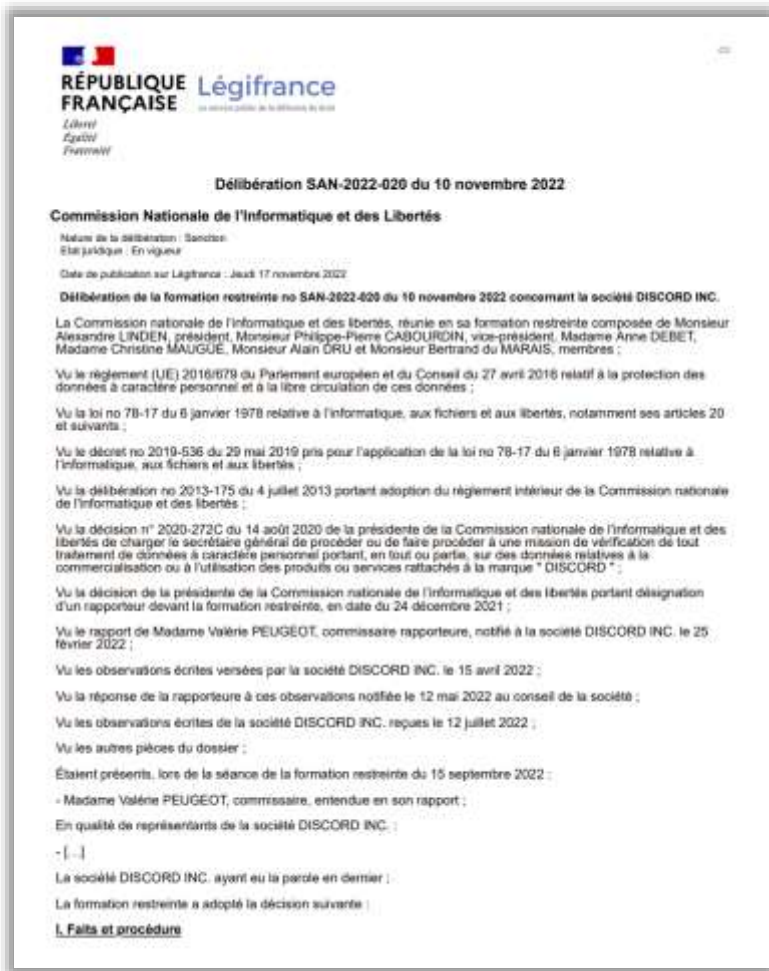 RÉPUBLIQUE
FRANÇAISE
Liberté
Égalité
Fraternité
Légifrance
Le service public de la diffusion du droit
Délibération SAN-2022-020 du 10 novembre 2022
Commission Nationale de l'Informatique et des Libertés
Nature de la délibération : Sanction
Etat juridique : En vigueur
Date de publication sur Légifrance : Jeudi 17 novembre 2022
Délibération de la formation restreinte no SAN-2022-020 du 10 novembre 2022 concernant la société DISCORD INC.
La Commission nationale de l'informatique et des libertés, réunie en sa formation restreinte composée de Monsieur
Alexandre LINDEN, président, Monsieur Philippe-Pierre CABOURDIN, vice-président, Madame Anne DEBET,
Madame Christine MAUGÜE, Monsieur Alain DRU et Monsieur Bertrand du MARAIS, membres ;
Vu le règlement (UE) 2016/679 du Parlement européen et du Conseil du 27 avril 2016 relatif à la protection des
données à caractère personnel et à la libre circulation de ces données ;
Vu la loi no 78-17 du 6 janvier 1978 relative à l'informatique, aux fichiers et aux libertés, notamment ses articles 20
et suivants ;
Vu le décret no 2019-536 du 29 mai 2019 pris pour l'application de la loi no 78-17 du 6 janvier 1978 relative à
l'informatique, aux fichiers et aux libertés ;
Vu la délibération no 2013-175 du 4 juillet 2013 portant adoption du règlement intérieur de la Commission nationale
de l'informatique et des libertés ;
Vu la décision n° 2020-272C du 14 août 2020 de la présidente de la Commission nationale de l'informatique et des
libertés de charger le secrétaire général de procéder ou de faire procéder à une mission de vérification de tout
traitement de données à caractère personnel portant, en tout ou partie, sur des données relatives à la
commercialisation ou à l'utilisation des produits ou services rattachés à la marque " DISCORD " ;
Vu la décision de la présidente de la Commission nationale de l'informatique et des libertés portant désignation
d'un rapporteur devant la formation restreinte, en date du 24 décembre 2021 ;
Vu le rapport de Madame Valérie PEUGEOT, commissaire rapporteure, notifié à la société DISCORD INC. le 25
février 2022 ;
Vu les observations écrites versées par la société DISCORD INC. le 15 avril 2022 ;
Vu la réponse de la rapporteure à ces observations notifiée le 12 mai 2022 au conseil de la société ;
Vu les observations écrites de la société DISCORD INC. reçues le 12 juillet 2022 ;
Vu les autres pièces du dossier ;
Étaient présents, lors de la séance de la formation restreinte du 15 septembre 2022 :
- Madame Valérie PEUGEOT, commissaire, entendue en son rapport ;
En qualité de représentants de la société DISCORD INC. :
- [...]
La société DISCORD INC. ayant eu la parole en dernier ;
La formation restreinte a adopté la décision suivante :
I. Faits et procédure